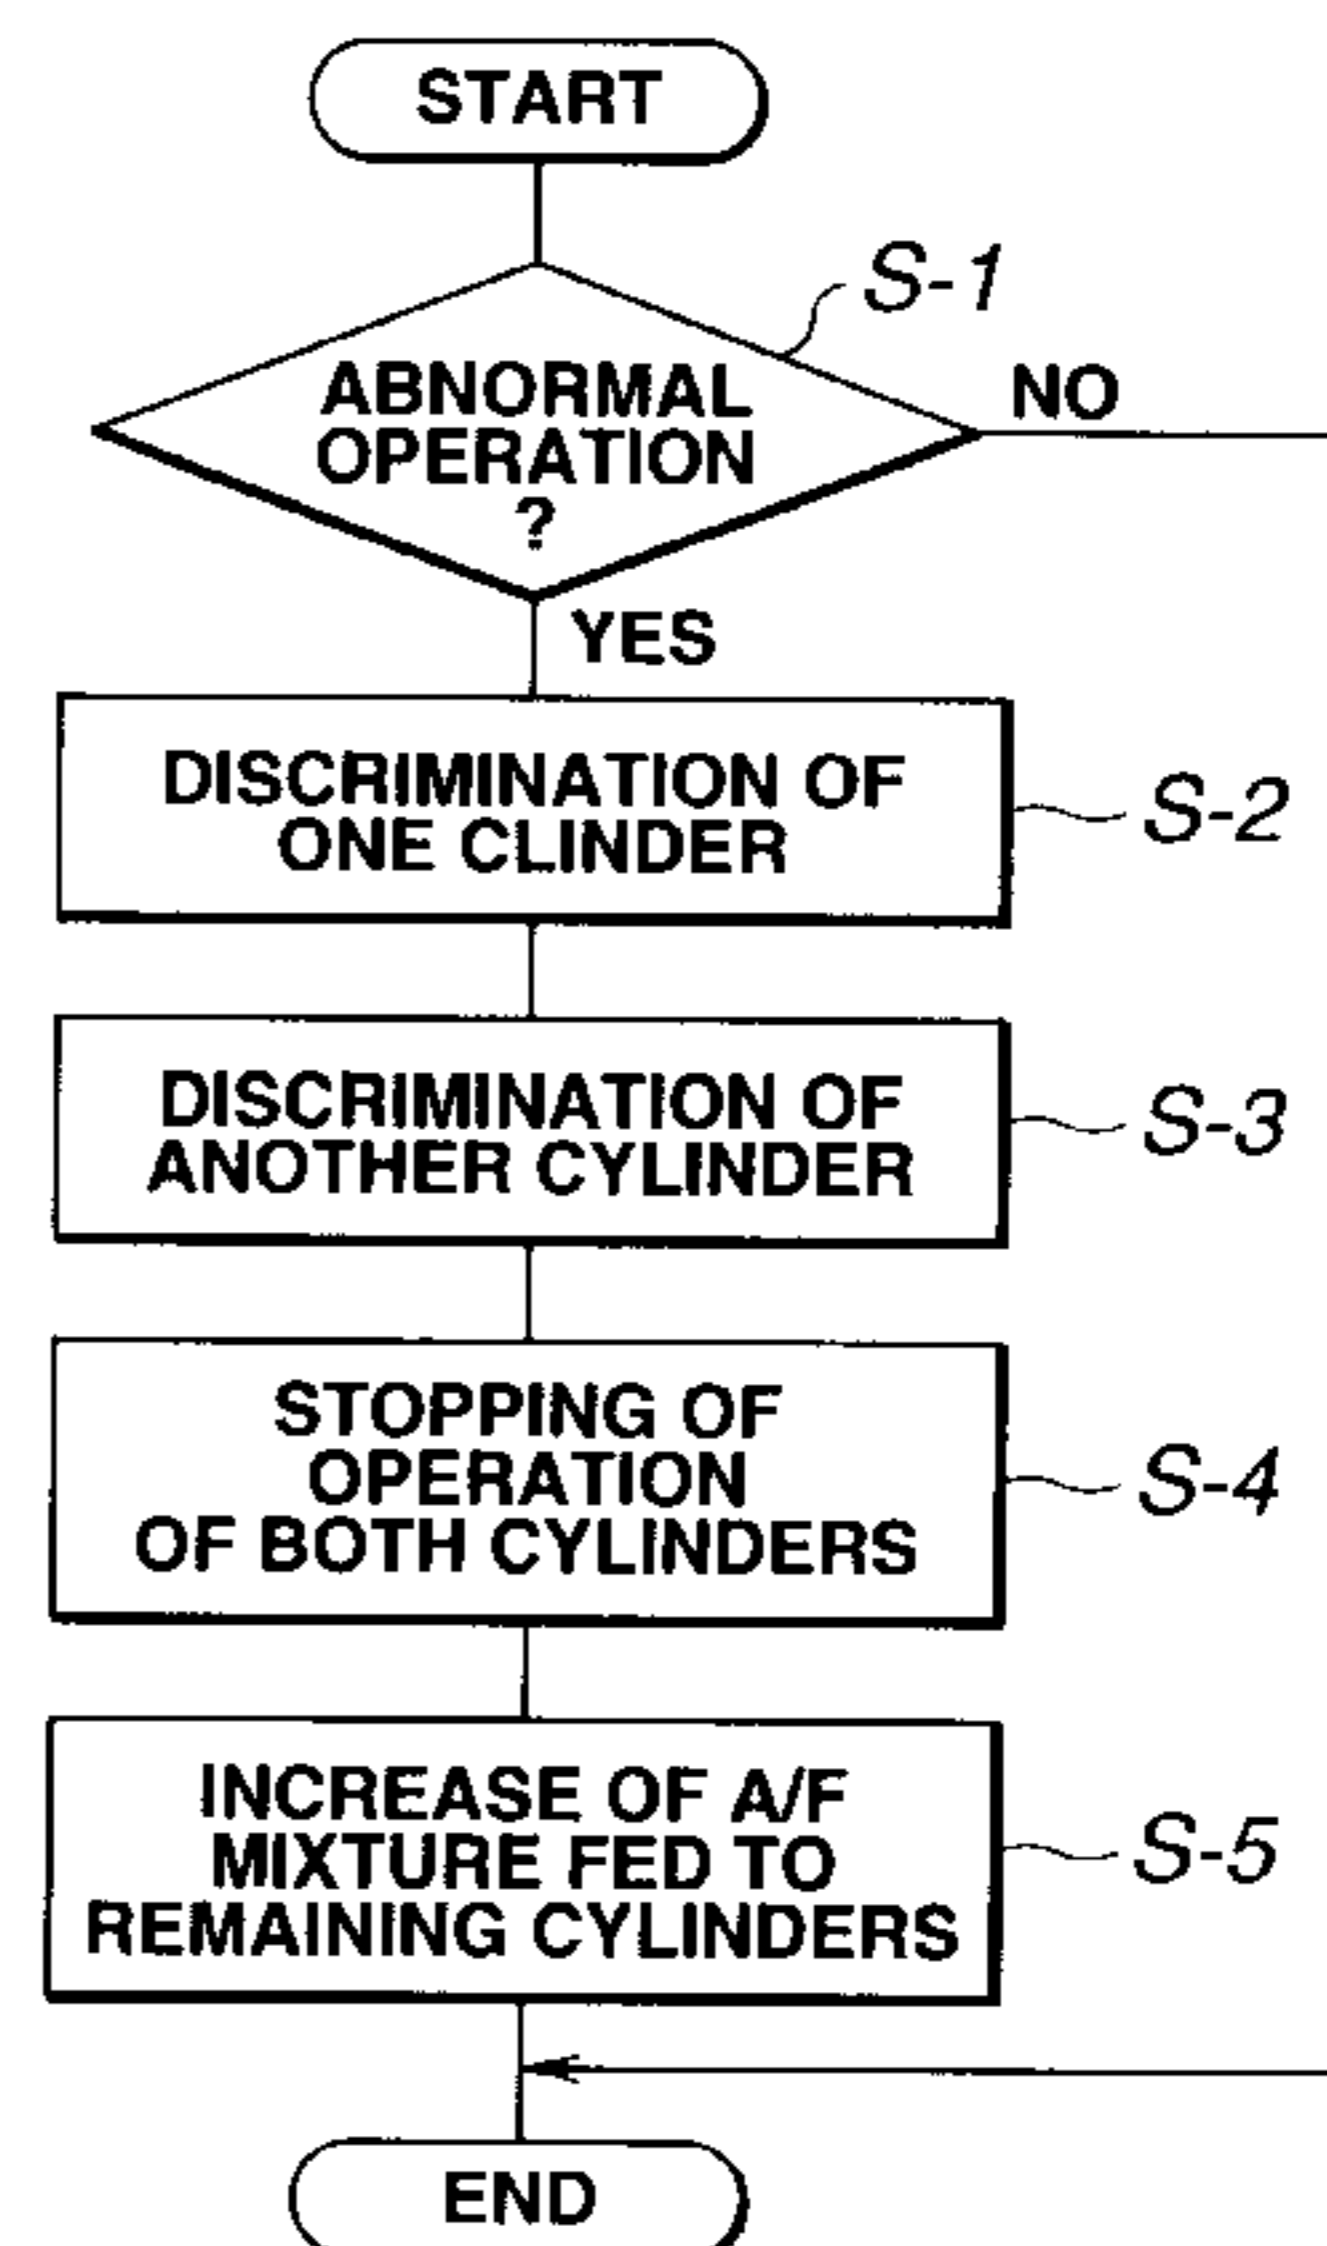 START
S-1
ABNORMAL
OPERATION
?
NO
YES
DISCRIMINATION OF
ONE CLINDER
S-2
DISCRIMINATION OF
ANOTHER CYLINDER
S-3
STOPPING OF
OPERATION
OF BOTH CYLINDERS
S-4
INCREASE OF A/F
MIXTURE FED TO
REMAINING CYLINDERS
S-5
END